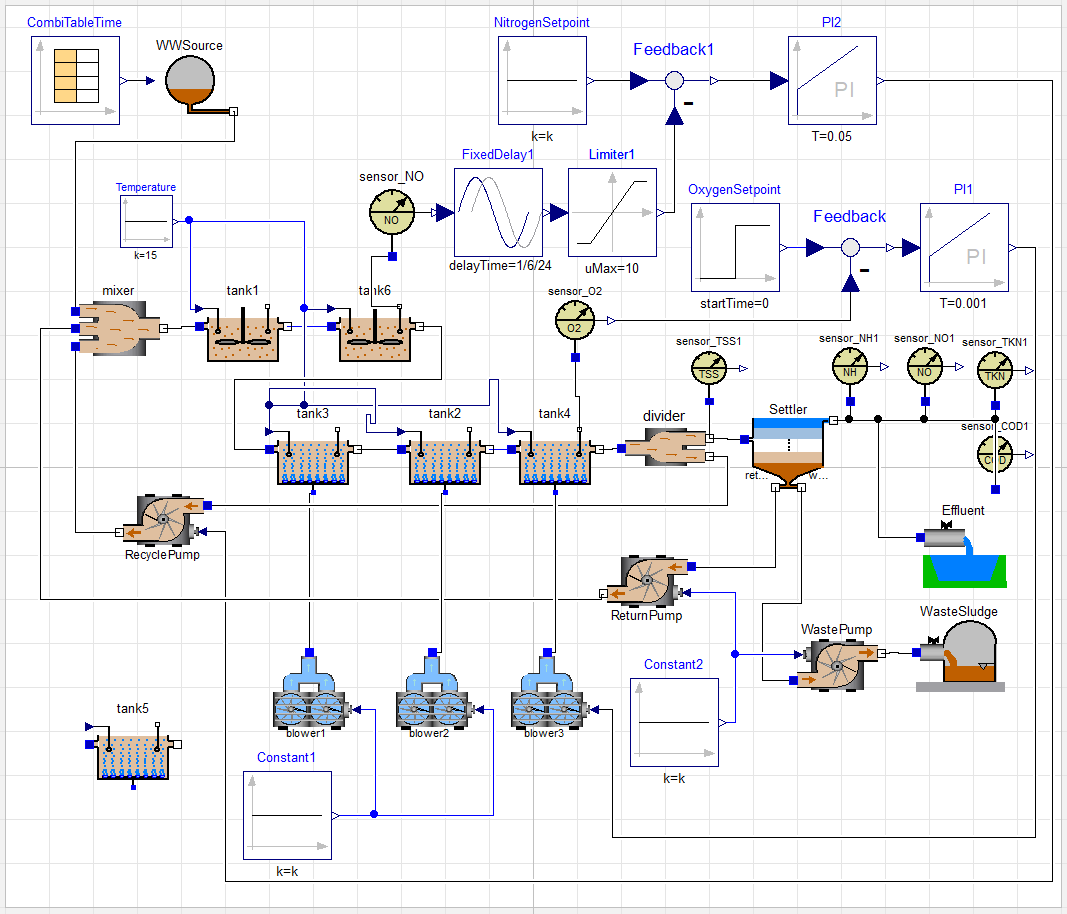 CombiTableTime
WWSource
NitrogenSetpoint
k=k
Feedback1
-
PI2
PI
T=0.05
Temperature
k=15
sensor_NO
NO
FixedDelay1
delayTime=1/6/24
Limiter1
uMax=10
OxygenSetpoint
startTime=0
Feedback
-
PI1
PI
T=0.001
mixer
tank1
tank6
sensor_O2
O2
sensor_TSS1
TSS
sensor_NH1
NH
sensor_NO1
NO
sensor_TKN1
TKN
sensor_COD1
COD
tank3
tank2
tank4
divider
Settler
ret...
w...
RecyclePump
Effluent
ReturnPump
WastePump
WasteSludge
Constant2
k=k
tank5
blower1
blower2
blower3
Constant1
k=k